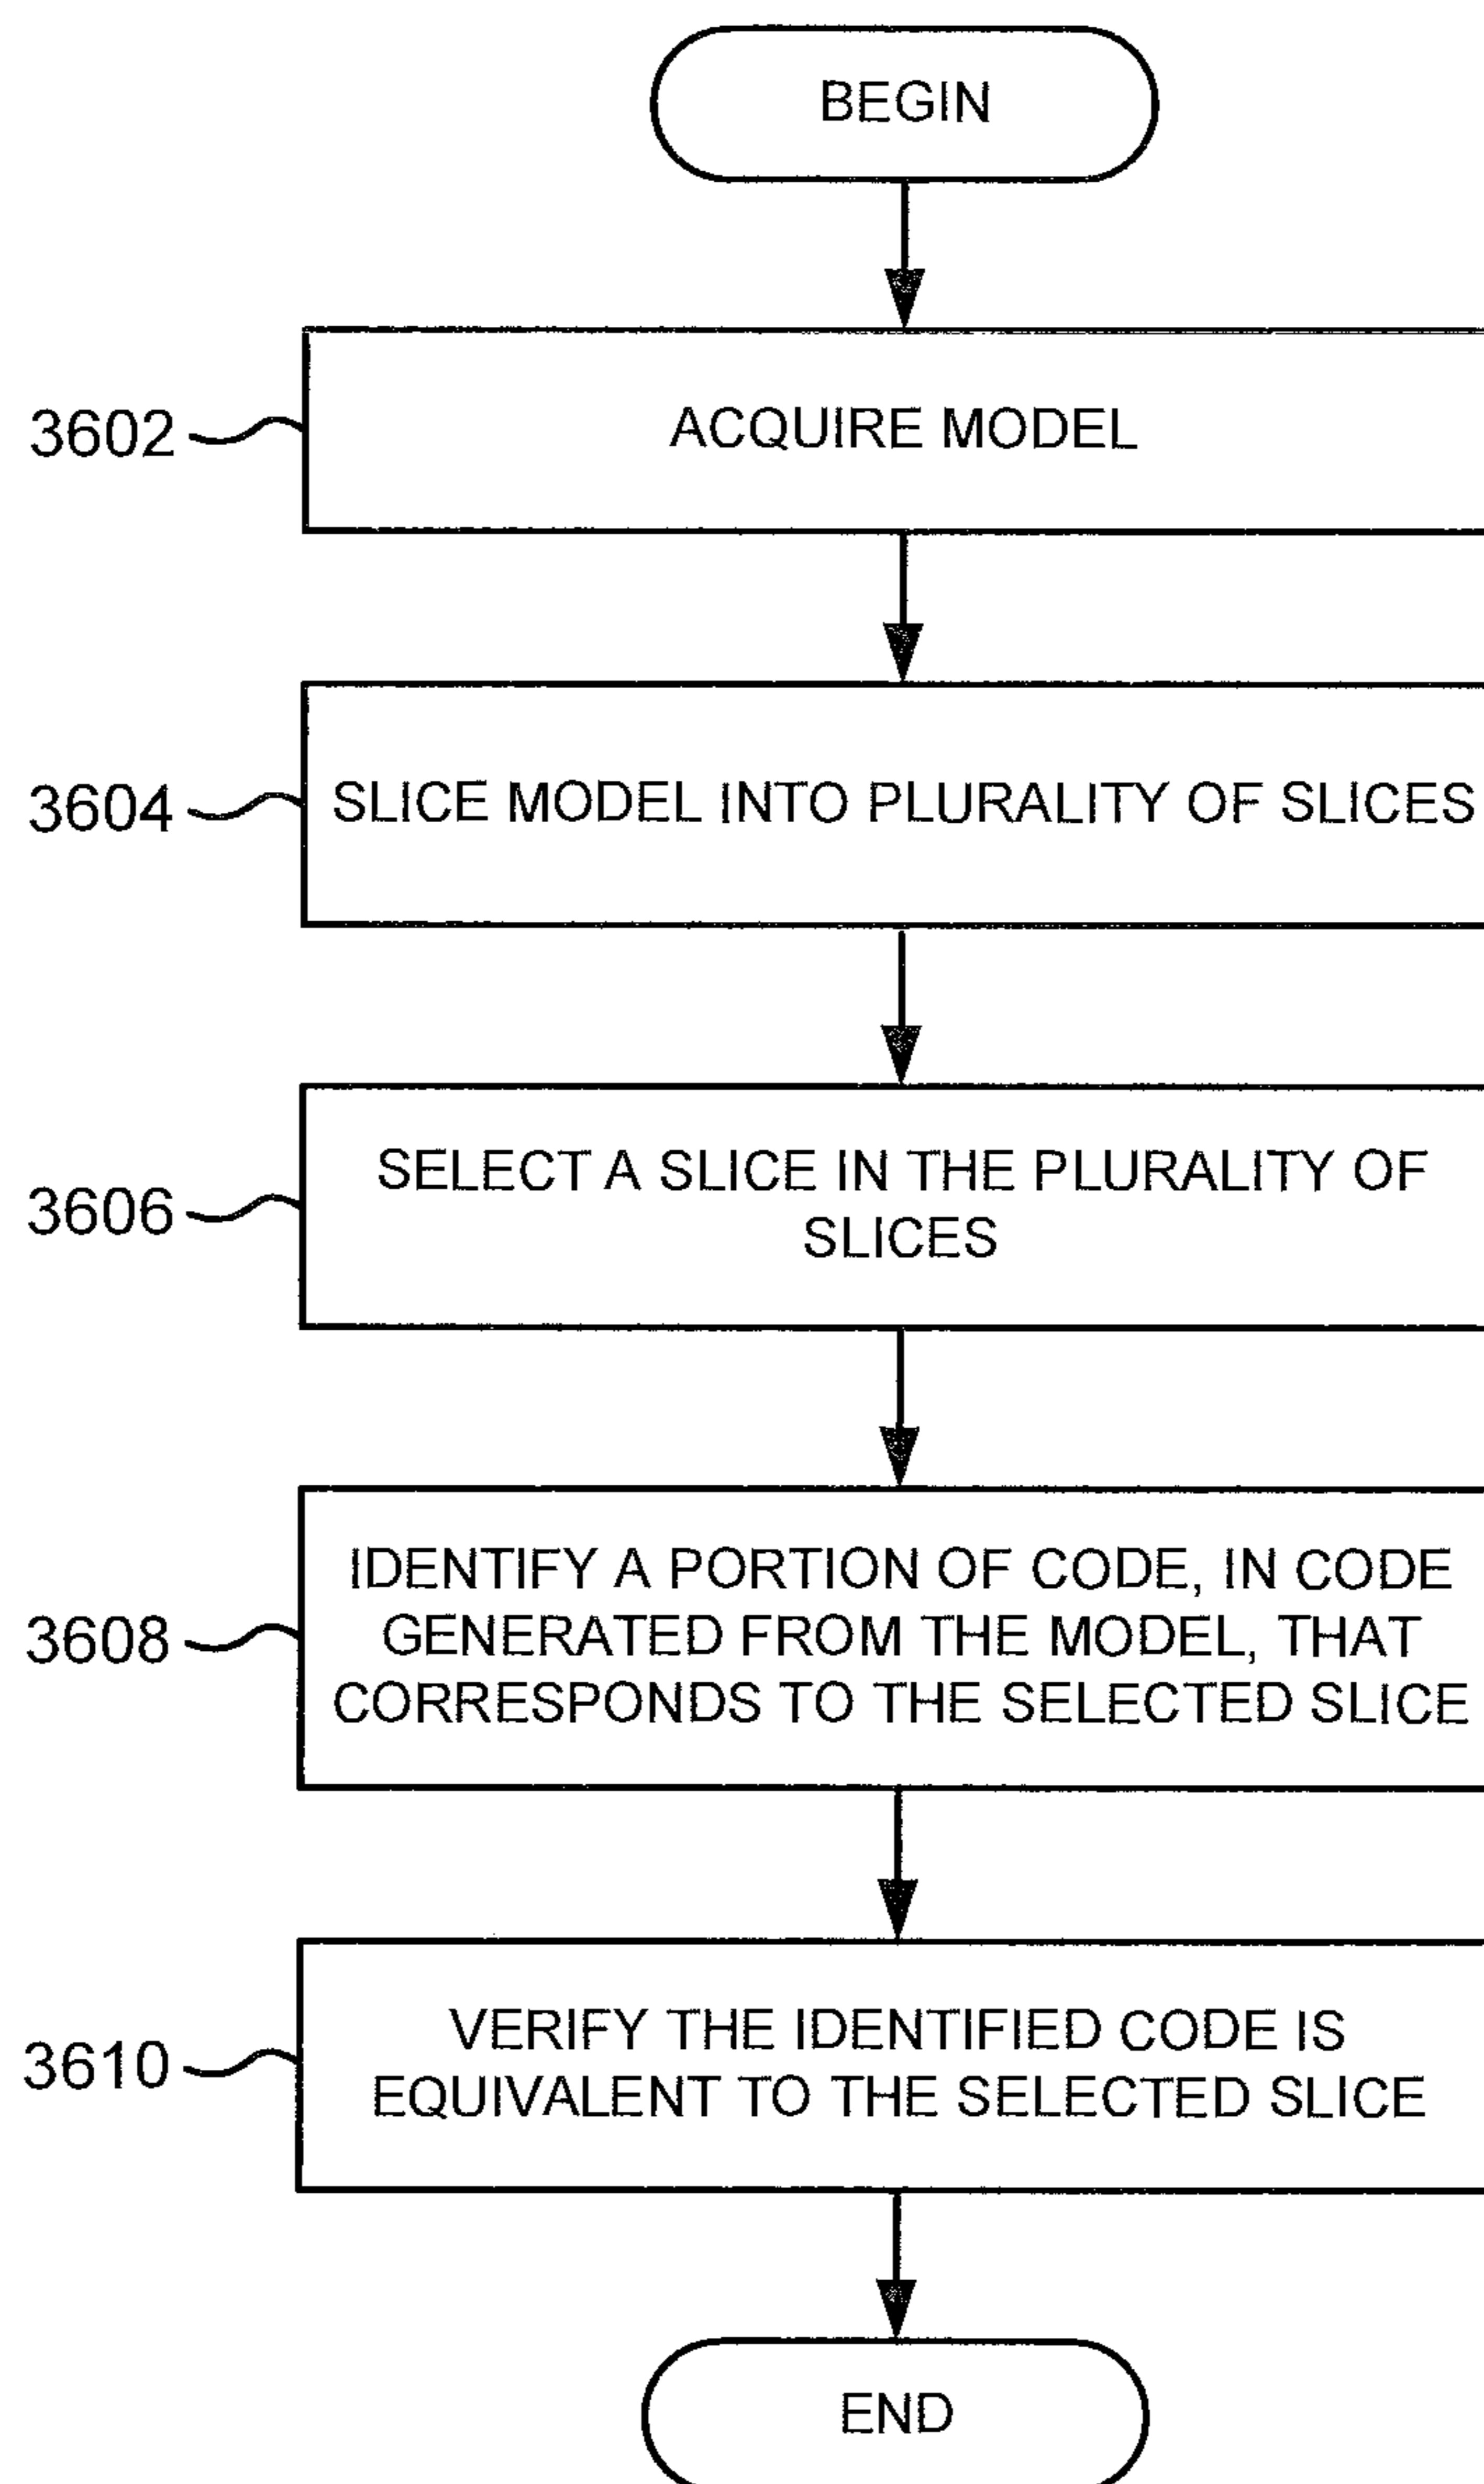 BEGIN
3602
ACQUIRE MODEL
3604
SLICE MODEL INTO PLURALITY OF SLICES
3606
SELECT A SLICE IN THE PLURALITY OF
SLICES
3608
IDENTIFY A PORTION OF CODE, IN CODE
GENERATED FROM THE MODEL, THAT
CORRESPONDS TO THE SELECTED SLICE
3610
VERIFY THE IDENTIFIED CODE IS
EQUIVALENT TO THE SELECTED SLICE
END